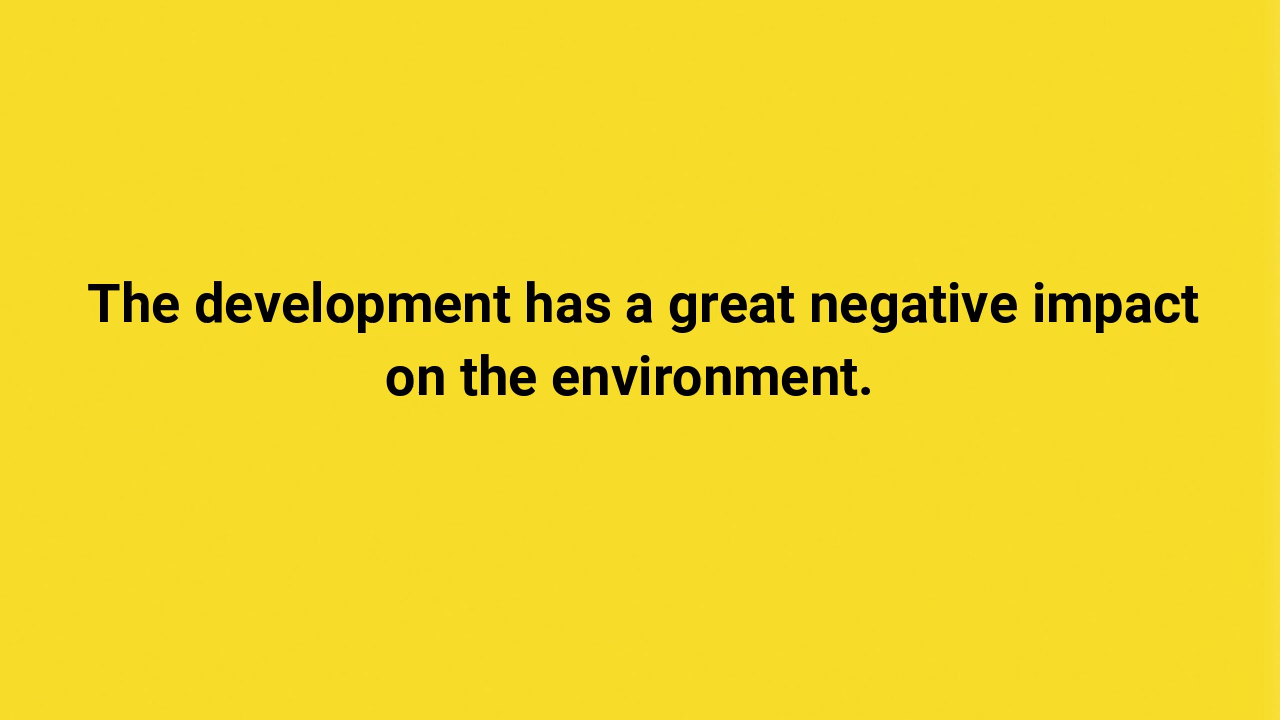 The development has a great negative impact
on the environment.